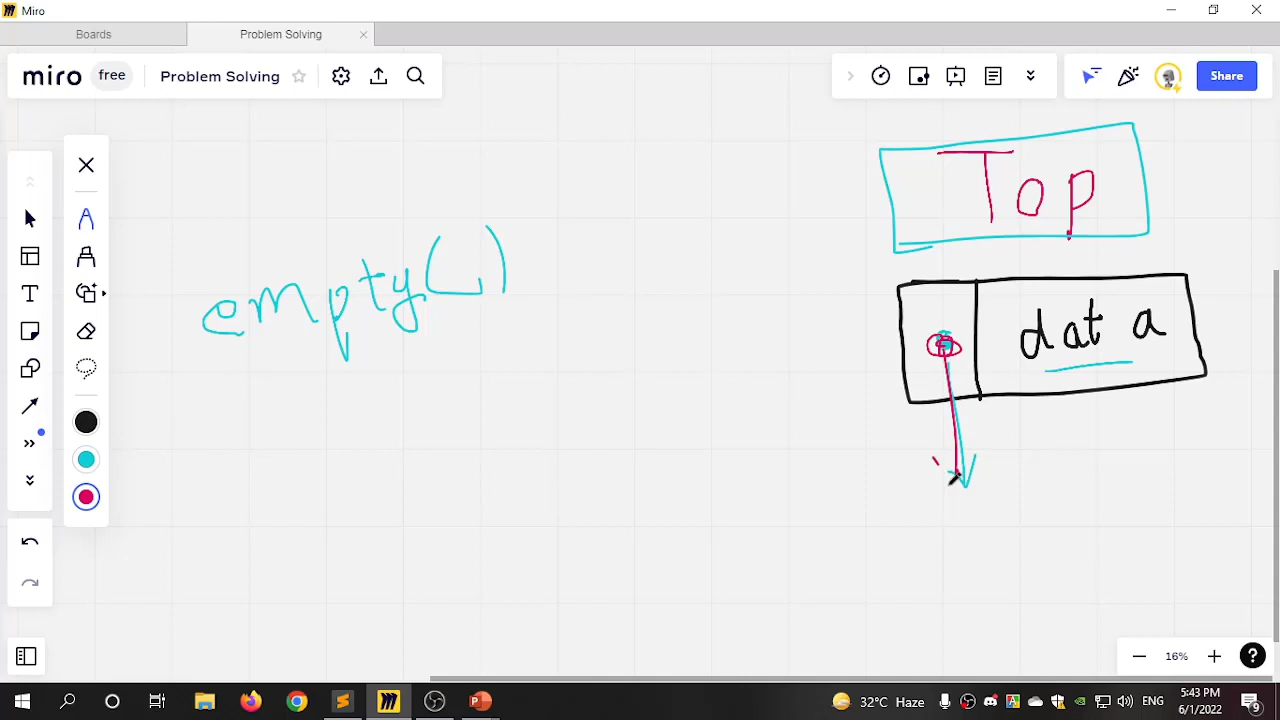 Miro
Boards
Problem Solving
miro
free
Problem Solving
Share
Top
empty( )
data
16%
32°C Haze
ENG
5:43 PM
6/1/2022
9